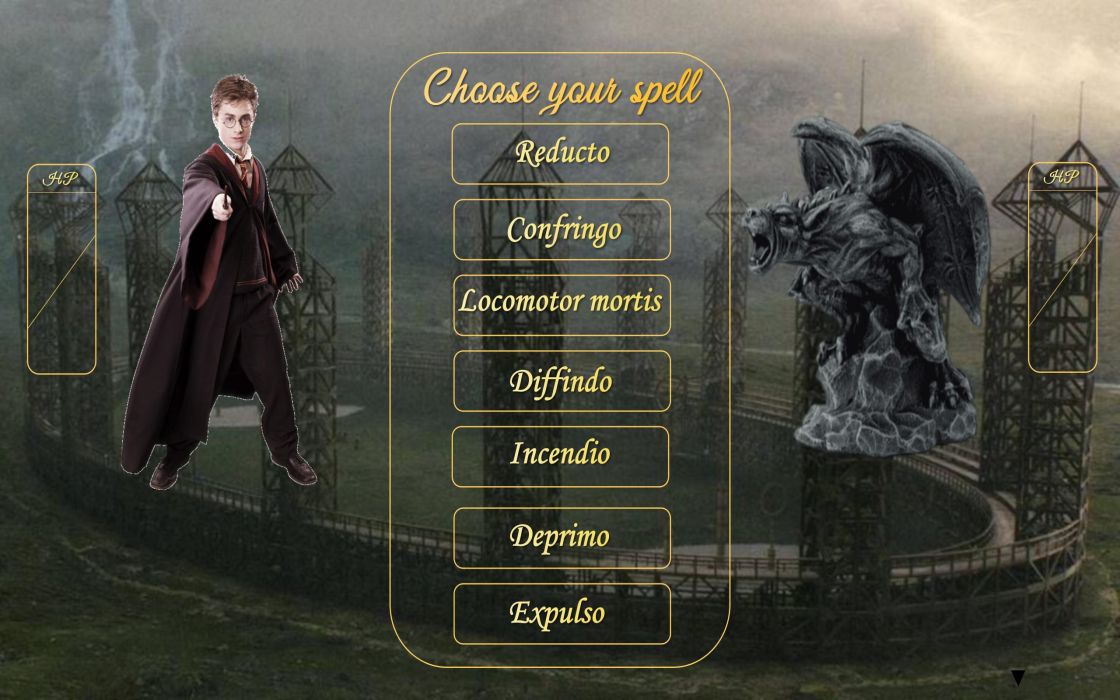 Choose your spell
HP
Reducto
HP
Confringo
Locomotor mortis
Diffindo
Incendio
Deprimo
Expulso